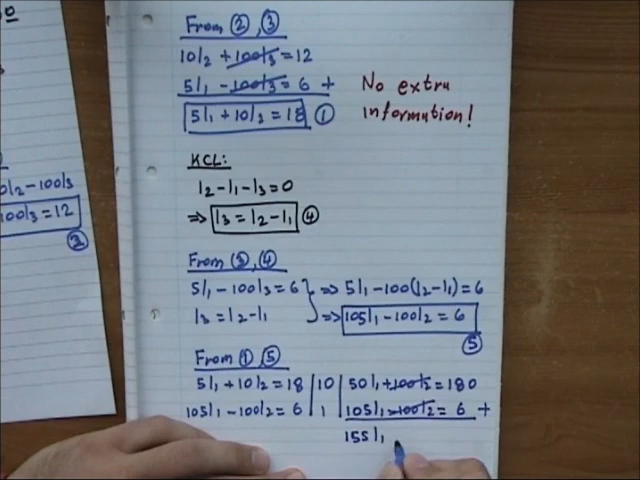 From ②,③
10I₂ + 100I₃ = 12
5I₁ - 100I₃ = 6 +
5I₁ + 10I₂ = 18 ①
No extra
information!
KCL:
I₂ - I₁ - I₃ = 0
=> I₃ = I₂ - I₁ ④
From ③,④
5I₁ - 100I₃ = 6 } => 5I₁ - 100(I₂ - I₁) = 6
I₃ = I₂ - I₁ => 105I₁ - 100I₂ = 6
⑤
From ①,⑤
5I₁ + 10I₂ = 18 | 10 | 50I₁ + 100I₂ = 180
105I₁ - 100I₂ = 6 | 1 | 105I₁ - 100I₂ = 6 +
155I₁
I₂ - 100I₃
100I₃ = 12
②